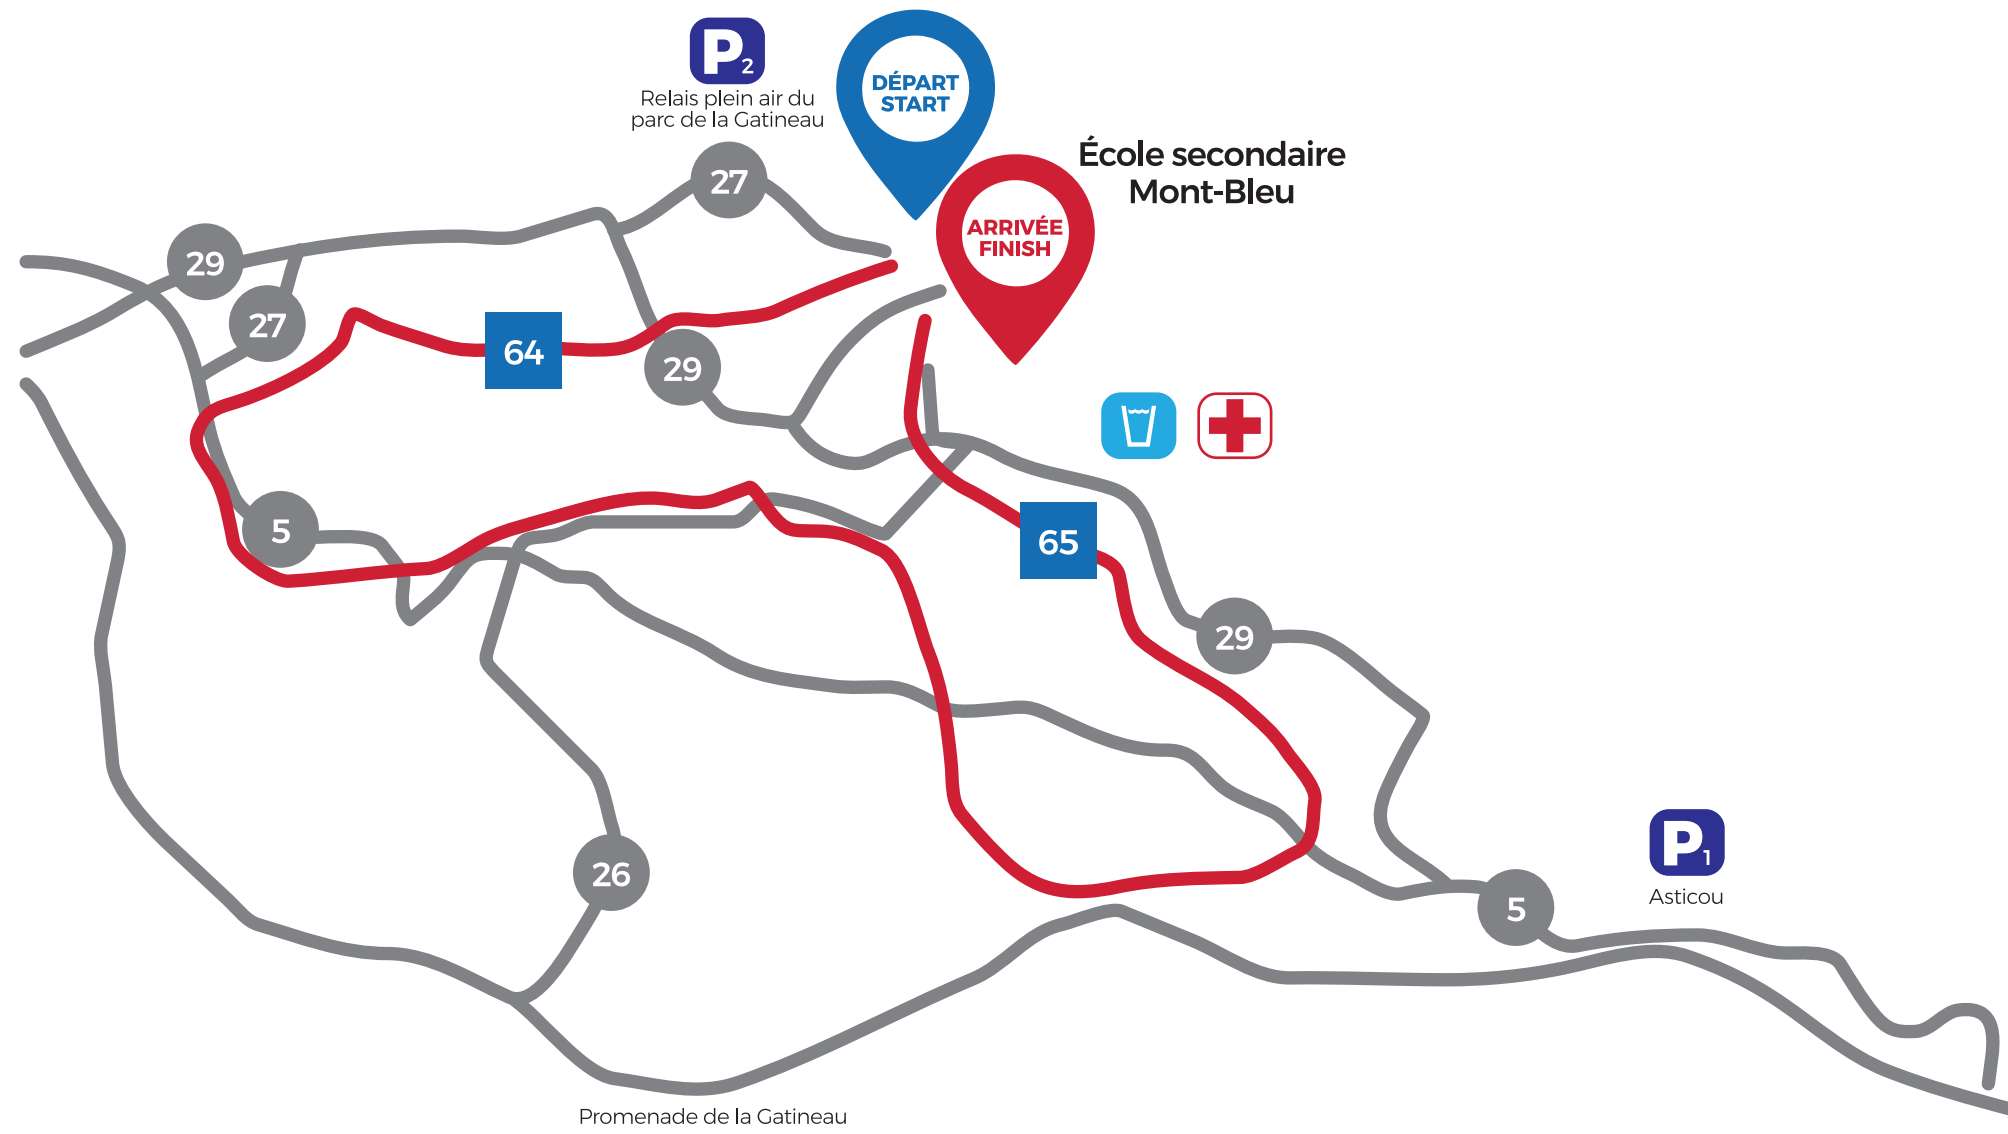 P2
Relais plein air du
parc de la Gatineau
DÉPART
START
École secondaire
Mont-Bleu
ARRIVÉE
FINISH
27
29
27
64
29
5
65
29
26
P1
Asticou
5
Promenade de la Gatineau